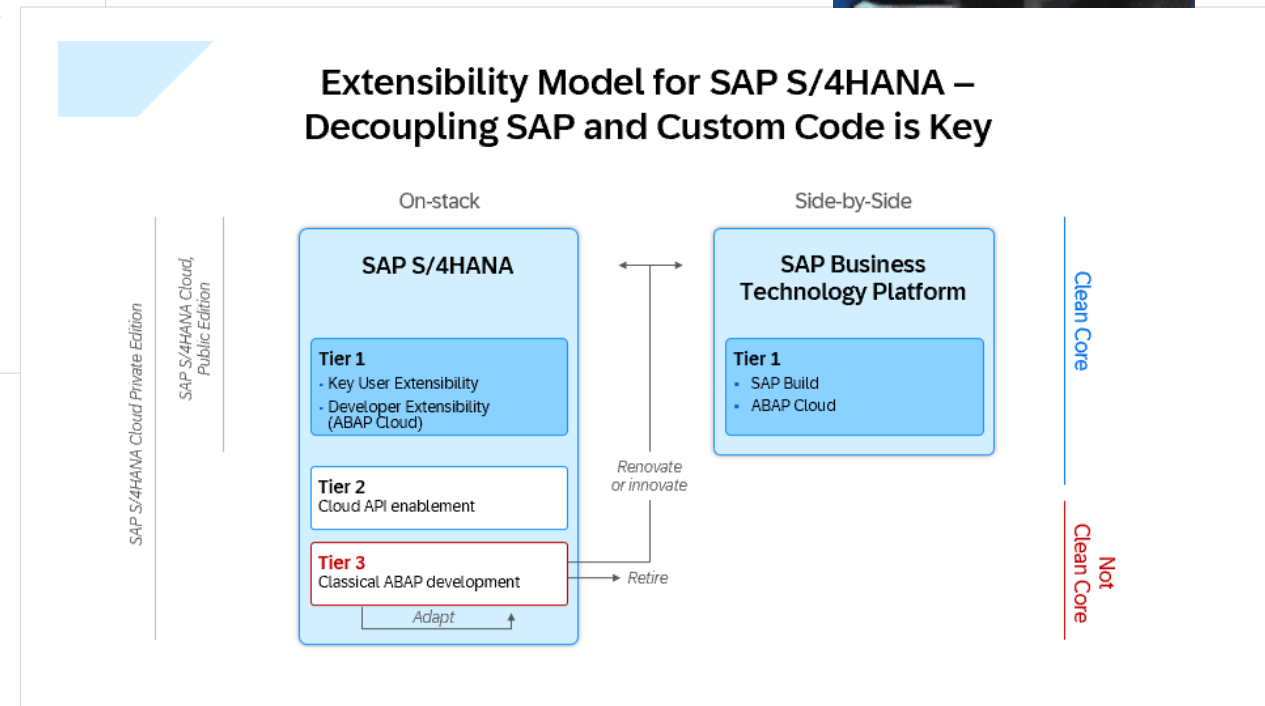 Extensibility Model for SAP S/4HANA –
Decoupling SAP and Custom Code is Key
On-stack
Side-by-Side
SAP S/4HANA Cloud Private Edition
SAP S/4HANA Cloud,
Public Edition
SAP S/4HANA
Tier 1
· Key User Extensibility
· Developer Extensibility
(ABAP Cloud)
Tier 2
Cloud API enablement
Tier 3
Classical ABAP development
Adapt
Renovate
or innovate
Retire
SAP Business
Technology Platform
Tier 1
▪ SAP Build
▪ ABAP Cloud
Clean Core
Not
Clean Core